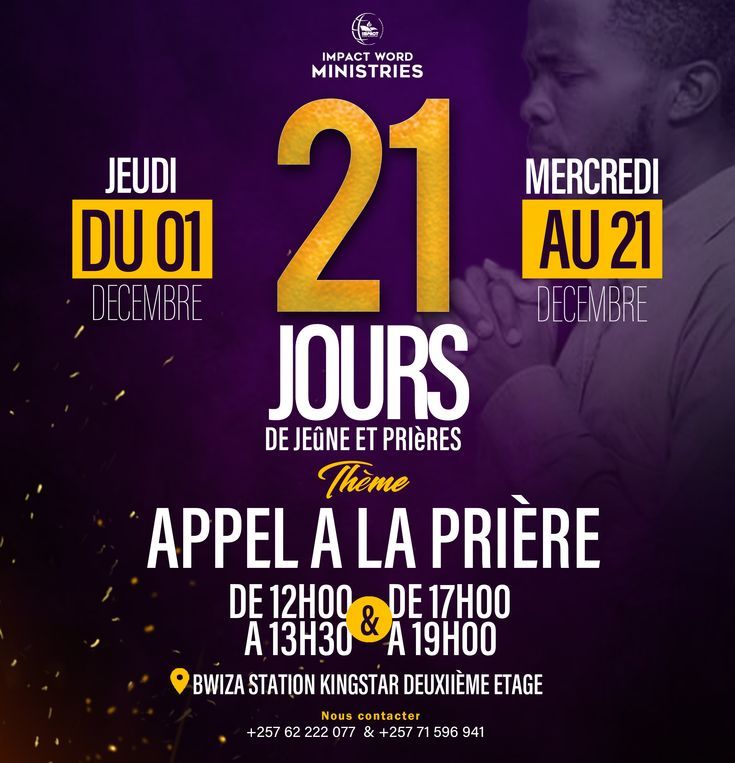 IMPACT
IMPACT WORD
MINISTRIES
21
JEUDI
DU 01
DECEMBRE
MERCREDI
AU 21
DECEMBRE
JOURS
DE JEûNE ET PRIèRES
Thème
APPEL A LA PRIÈRE
DE 12H00
A 13H30
&
DE 17H00
A 19H00
BWIZA STATION KINGSTAR DEUXIIÈME ETAGE
Nous contacter
+257 62 222 077 & +257 71 596 941